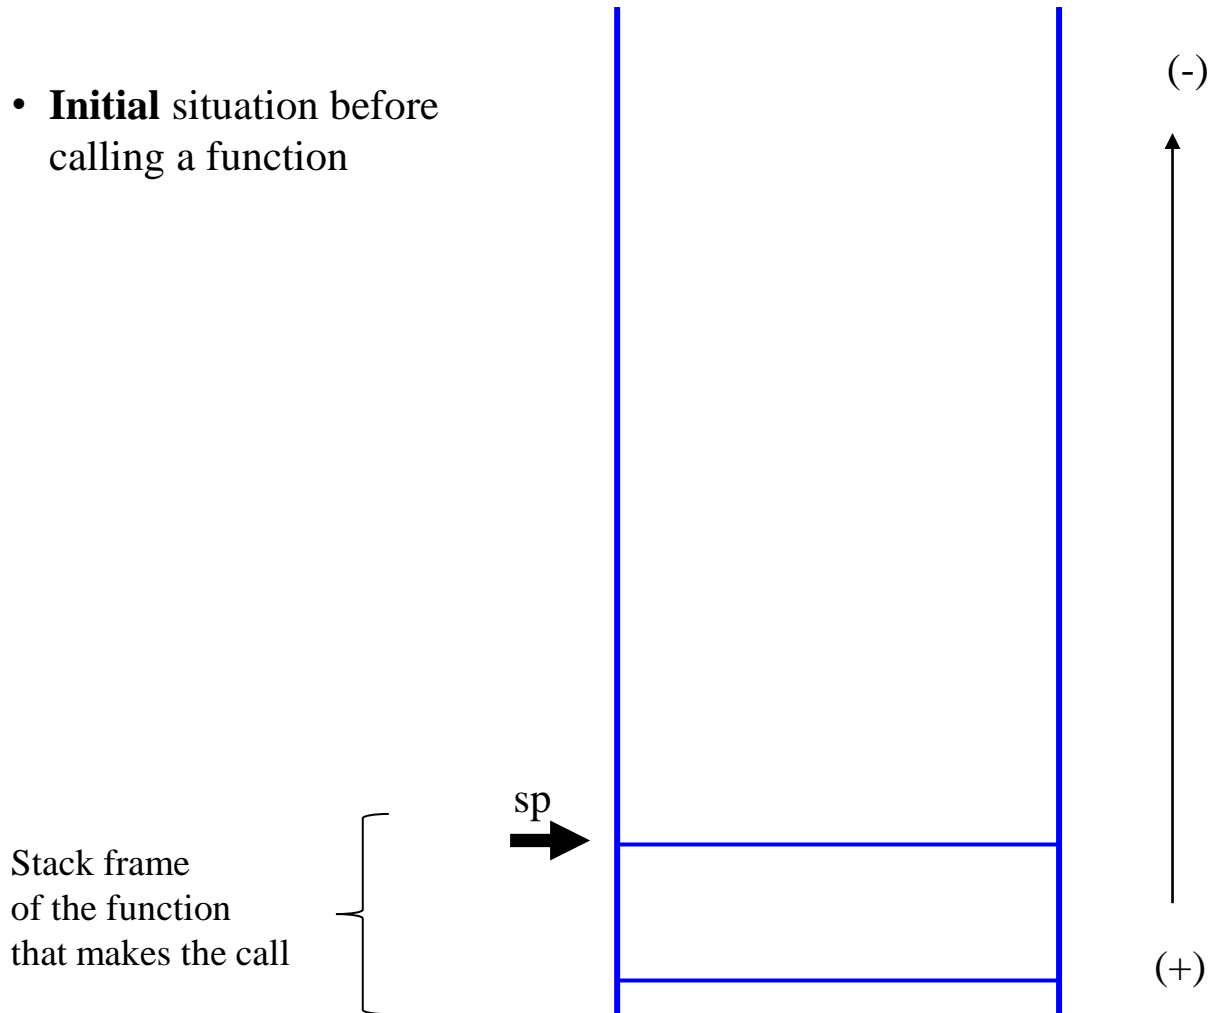 (-)
• Initial situation before
calling a function
sp
Stack frame
of the function
that makes the call
(+)